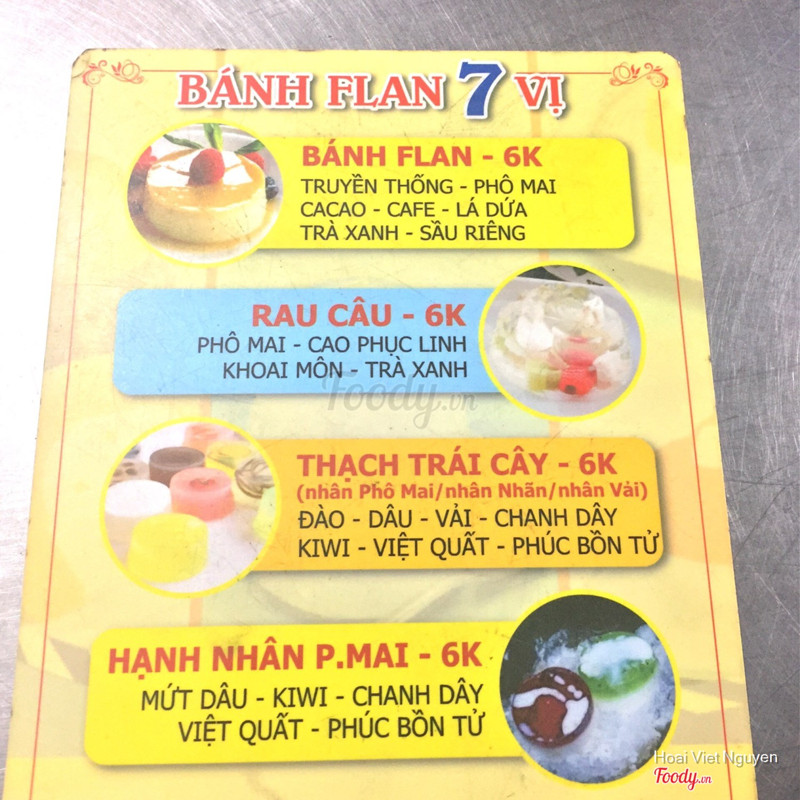 BÁNH FLAN 7 VỊ
BÁNH FLAN - 6K
TRUYỀN THỐNG - PHÔ MAI
CACAO - CAFE - LÁ DỨA
TRÀ XANH - SẦU RIÊNG
RAU CÂU - 6K
PHÔ MAI - CAO PHỤC LINH
KHOAI MÔN - TRÀ XANH
Foody.vn
THẠCH TRÁI CÂY - 6K
(nhân Phô Mai/nhân Nhãn/nhân Vải)
ĐÀO - DÂU - VẢI - CHANH DÂY
KIWI - VIỆT QUẤT - PHÚC BỒN TỬ
HẠNH NHÂN P.MAI - 6K
MỨT DÂU - KIWI - CHANH DÂY
VIỆT QUẤT - PHÚC BỒN TỬ
Hoai Viet Nguyen
Foody.vn